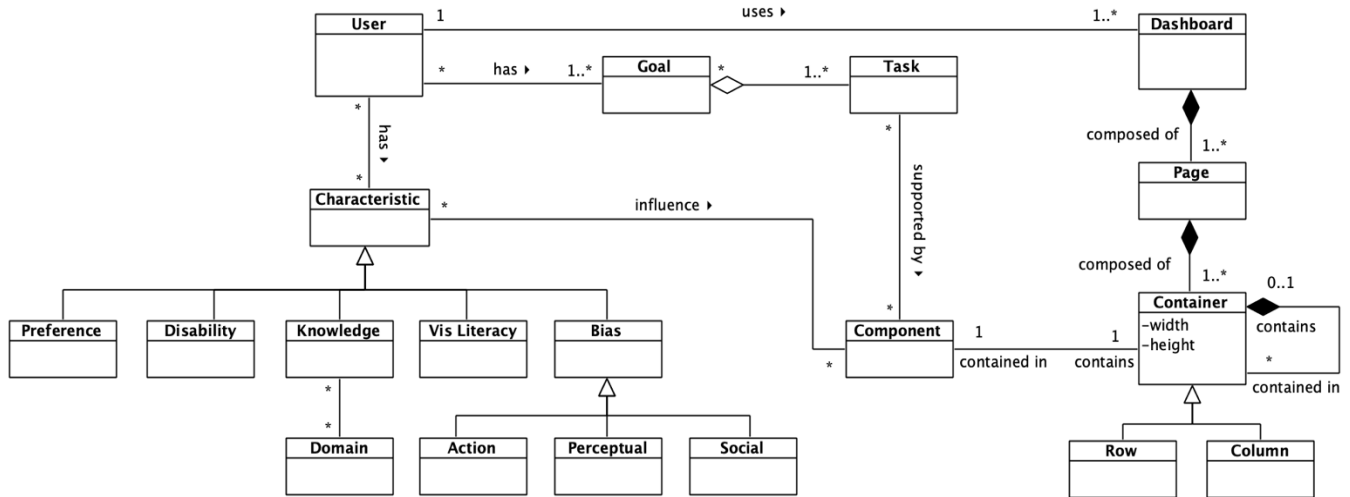 User
1
uses ▸
1..*
Dashboard
*
has ▸
1..*
Goal
*
1..*
Task
*
has ▸
*
*
supported by ▸
*
composed of
1..*
Page
Characteristic
*
influence ▸
*
composed of
1..*
Container
-width
-height
0..1
contains
*
contained in
Preference
Disability
Knowledge
Vis Literacy
Bias
Component
1
contained in
1
contains
*
*
Domain
Action
Perceptual
Social
Row
Column